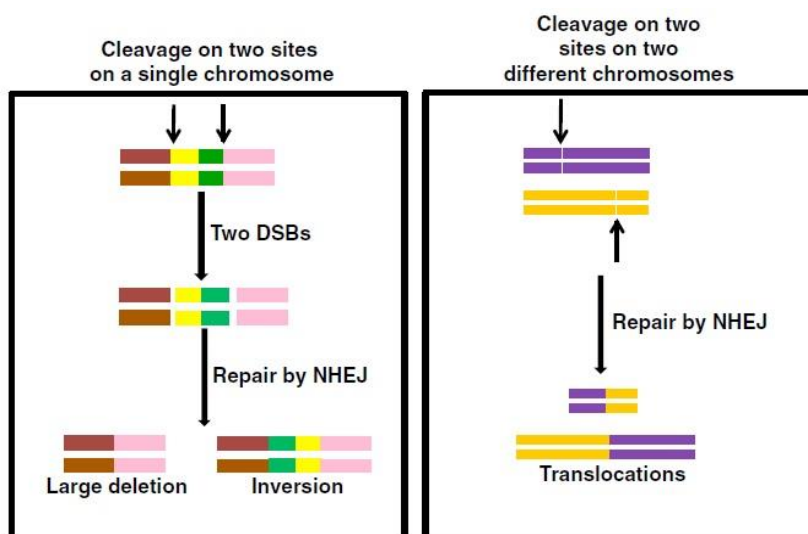 Cleavage on two sites
on a single chromosome
Two DSBs
Repair by NHEJ
Large deletion
Inversion
Cleavage on two
sites on two
different chromosomes
Repair by NHEJ
Translocations